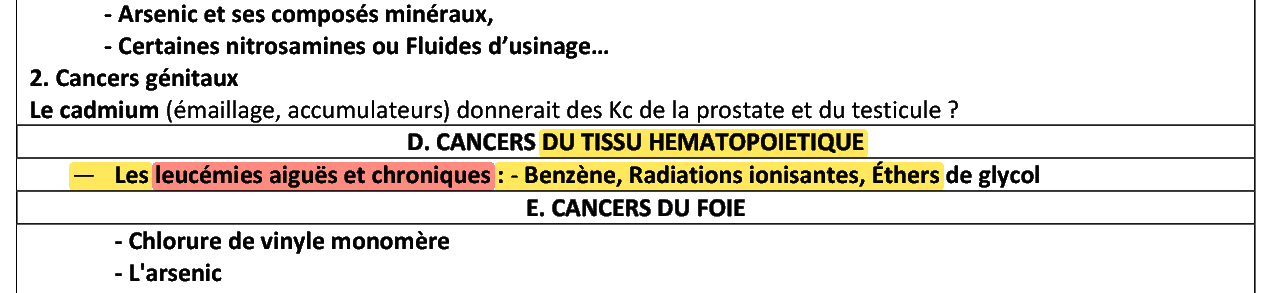 - Arsenic et ses composés minéraux,
- Certaines nitrosamines ou Fluides d'usinage...
2. Cancers génitaux
Le cadmium (émaillage, accumulateurs) donnerait des Kc de la prostate et du testicule ?
D. CANCERS DU TISSU HEMATOPOIETIQUE
— Les leucémies aiguës et chroniques : - Benzène, Radiations ionisantes, Éthers de glycol
E. CANCERS DU FOIE
- Chlorure de vinyle monomère
- L'arsenic